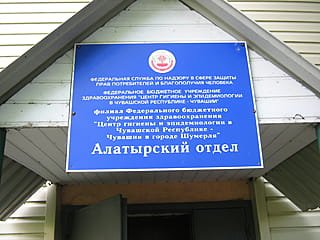 ФЕДЕРАЛЬНАЯ СЛУЖБА ПО НАДЗОРУ В СФЕРЕ ЗАЩИТЫ
ПРАВ ПОТРЕБИТЕЛЕЙ И БЛАГОПОЛУЧИЯ ЧЕЛОВЕКА
ФЕДЕРАЛЬНОЕ БЮДЖЕТНОЕ УЧРЕЖДЕНИЕ
ЗДРАВООХРАНЕНИЯ "ЦЕНТР ГИГИЕНЫ И ЭПИДЕМИОЛОГИИ
В ЧУВАШСКОЙ РЕСПУБЛИКЕ - ЧУВАШИИ"
филиал Федерального бюджетного
учреждения здравоохранения
"Центр гигиены и эпидемиологии в
Чувашской Республике -
Чувашии в городе Шумерля"
Алатырский отдел